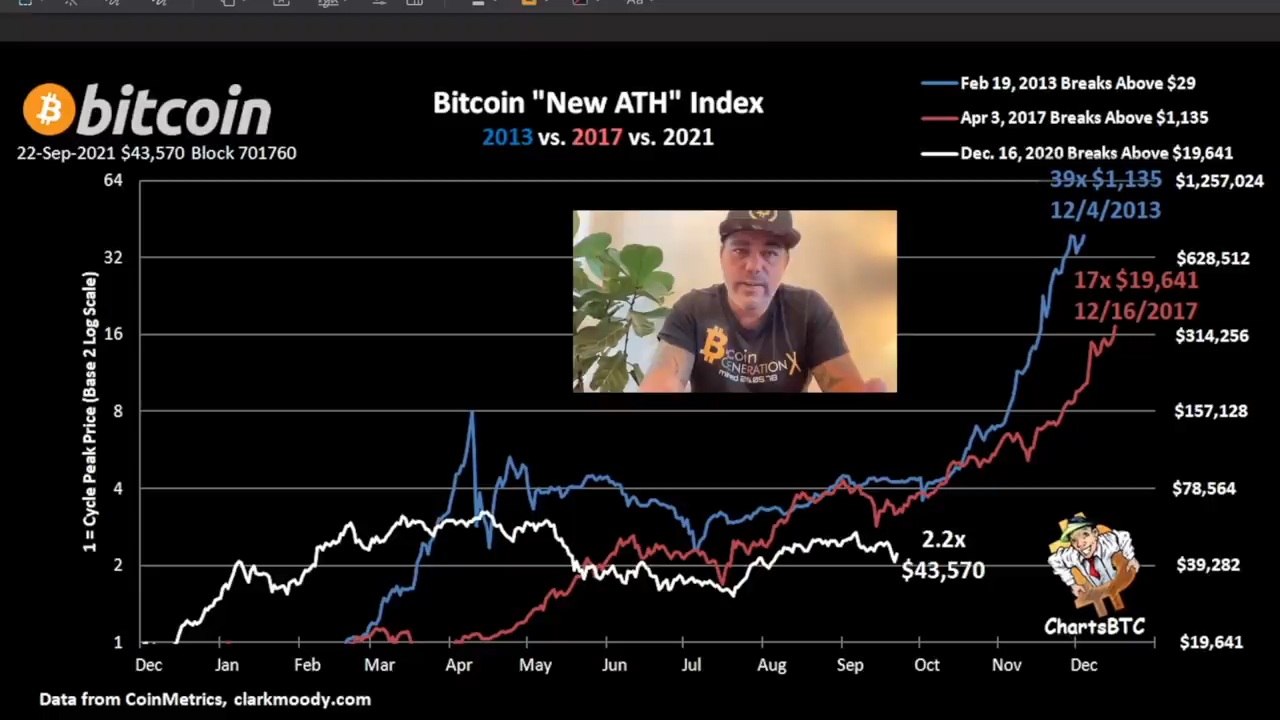 bitcoin
22-Sep-2021 $43,570 Block 701760
Bitcoin "New ATH" Index
2013 vs. 2017 vs. 2021
Feb 19, 2013 Breaks Above $29
Apr 3, 2017 Breaks Above $1,135
Dec. 16, 2020 Breaks Above $19,641
39x $1,135
12/4/2013
17x $19,641
12/16/2017
2.2x
$43,570
1 = Cycle Peak Price (Base 2 Log Scale)
64
32
16
8
4
2
1
$1,257,024
$628,512
$314,256
$157,128
$78,564
$39,282
$19,641
Bitcoin
GENERATION X
ChartsBTC
Dec Jan Feb Mar Apr May Jun Jul Aug Sep Oct Nov Dec
Data from CoinMetrics, clarkmoody.com